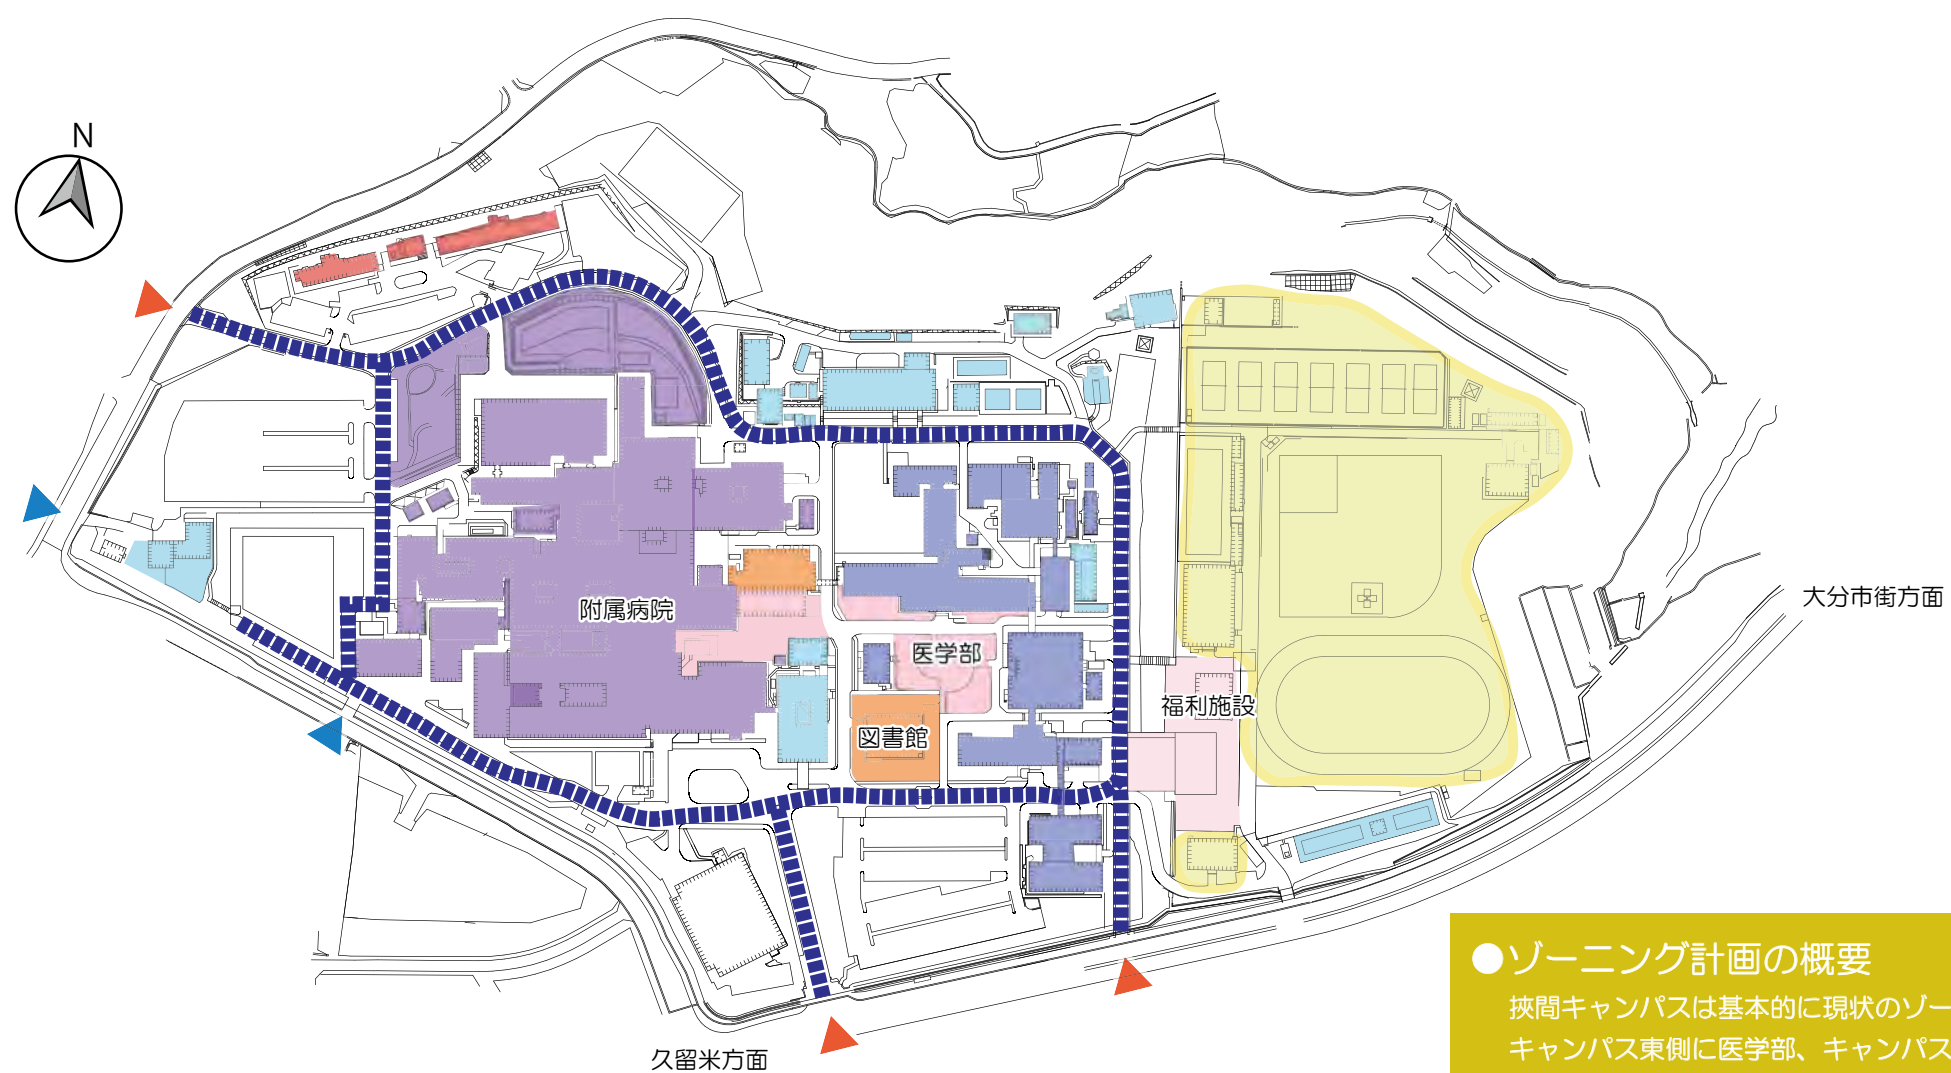 N
大分市街方面
附属病院
医学部
福利施設
図書館
久留米方面
●ゾーニング計画の概要
挾間キャンパスは基本的に現状のゾー
キャンパス東側に医学部、キャンパス